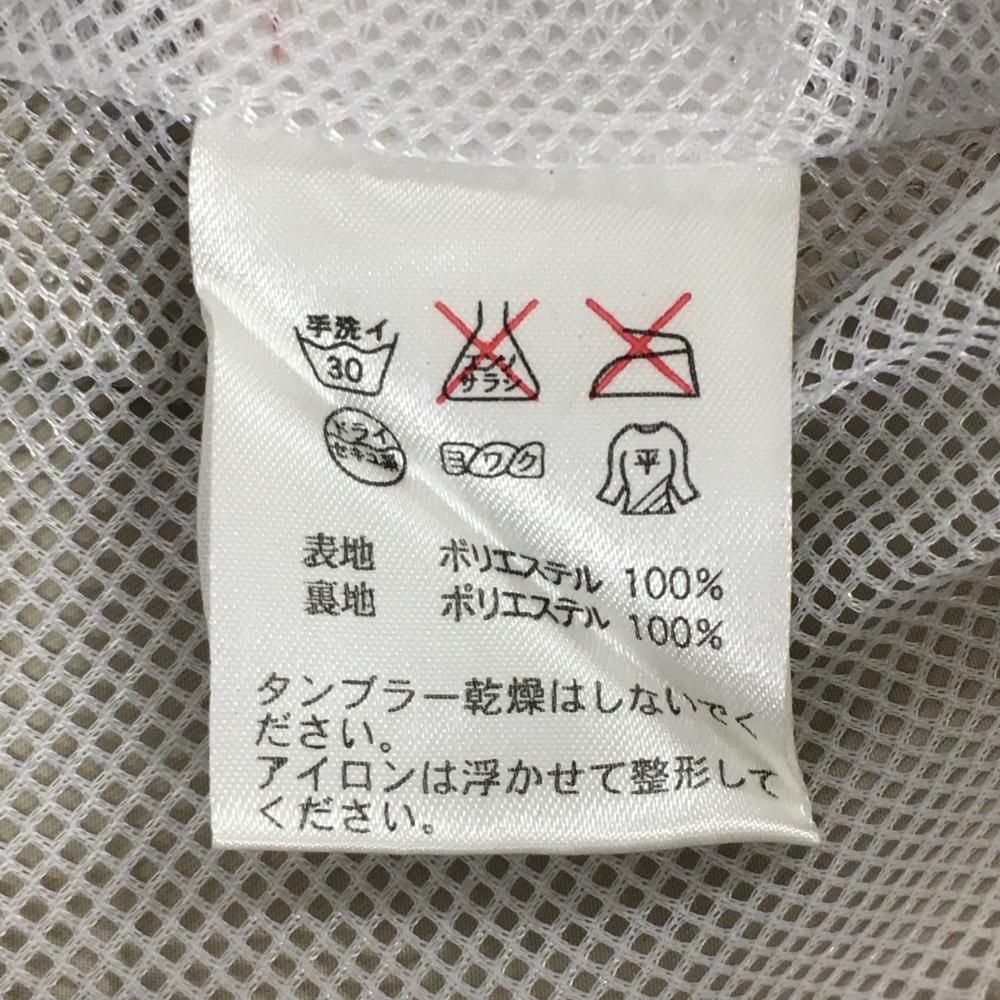 手洗イ
30
エンソ
サラシ
ドライ
セキユ系
ヨワク
平
表地 ポリエステル 100%
裏地 ポリエステル 100%
タンブラー乾燥はしないでく
ださい。
アイロンは浮かせて整形して
ください。